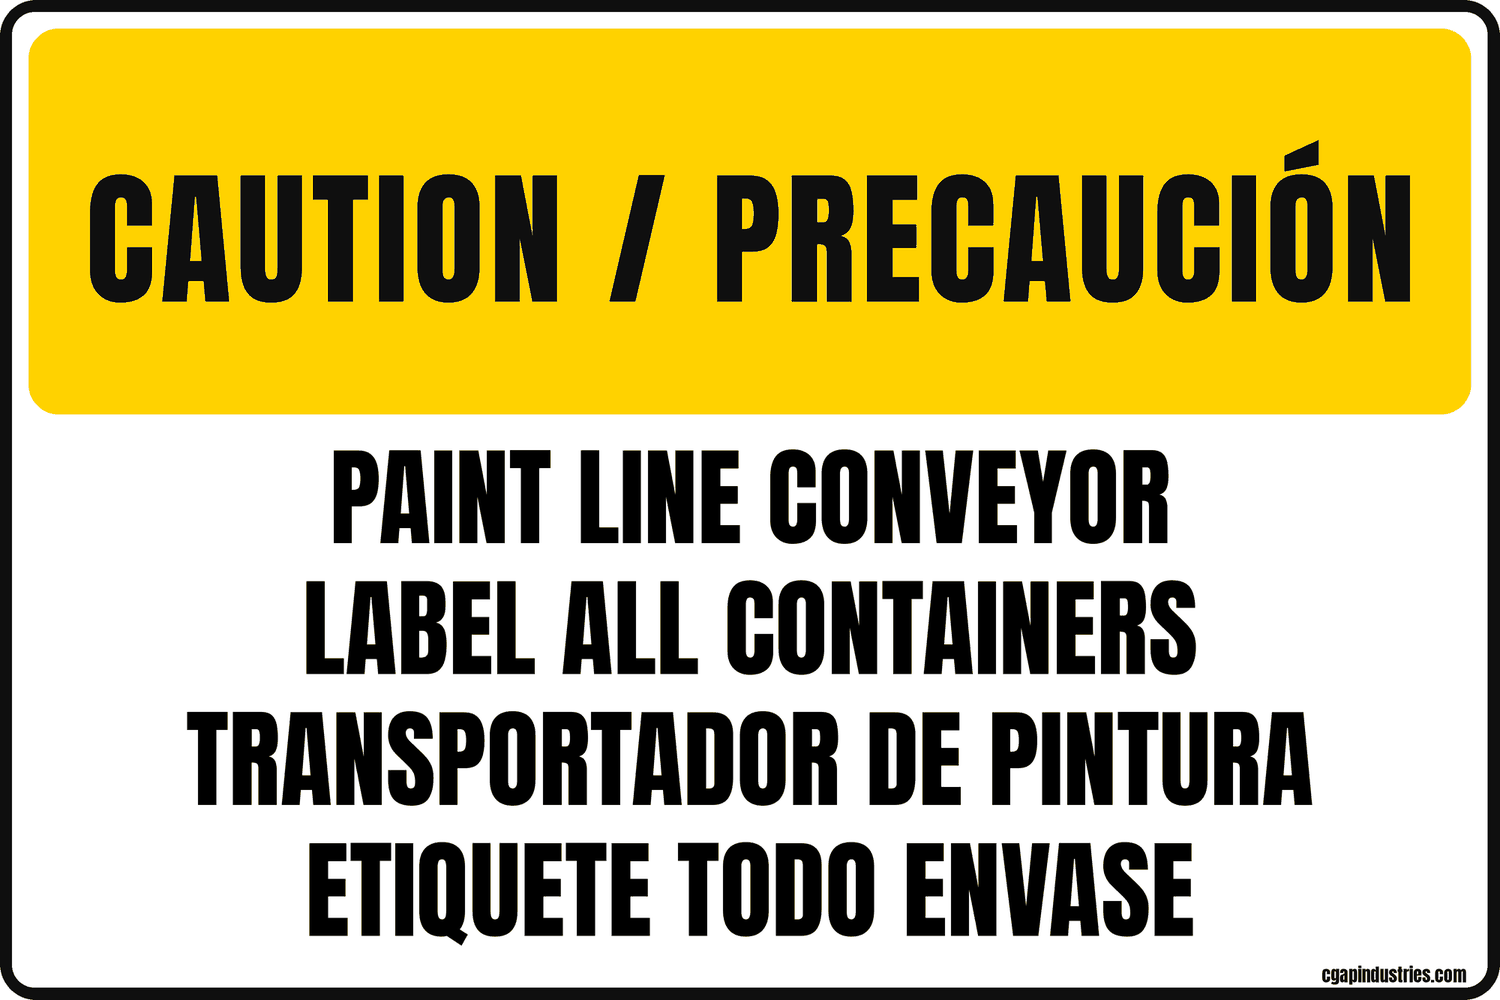 CAUTION / PRECAUCIÓN
PAINT LINE CONVEYOR
LABEL ALL CONTAINERS
TRANSPORTADOR DE PINTURA
ETIQUETE TODO ENVASE
cgapindustries.com